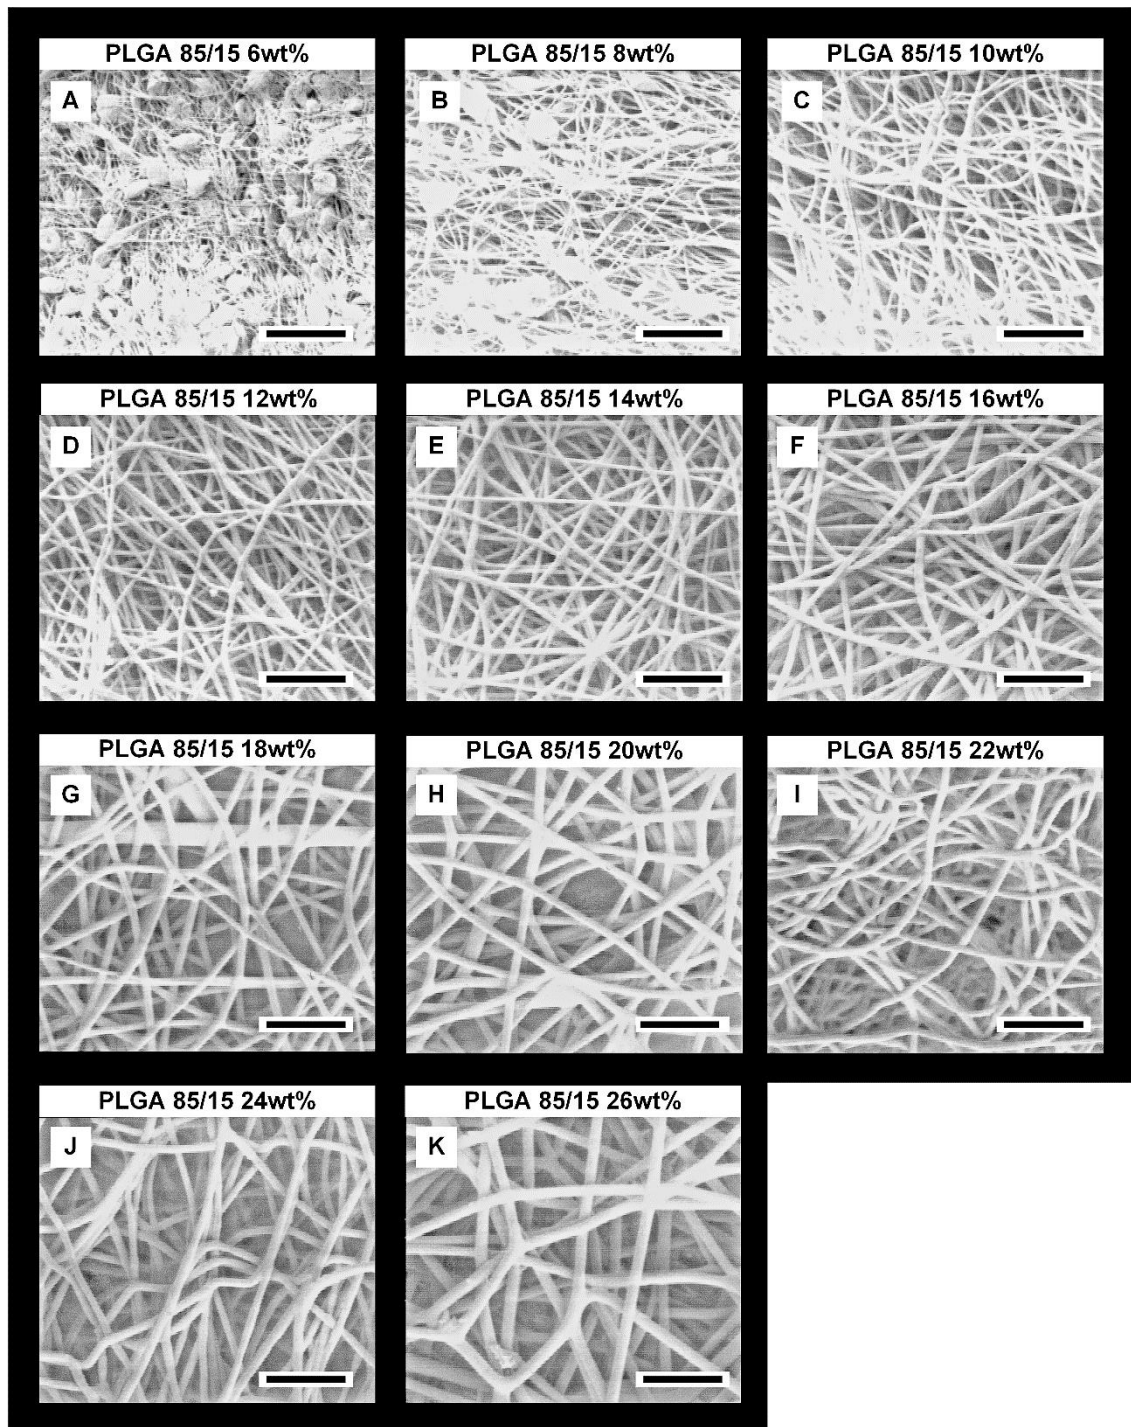 PLGA 85/15 6wt%
PLGA 85/15 8wt%
PLGA 85/15 10wt%
A
B
C
PLGA 85/15 12wt%
PLGA 85/15 14wt%
PLGA 85/15 16wt%
D
E
F
PLGA 85/15 18wt%
PLGA 85/15 20wt%
PLGA 85/15 22wt%
G
H
I
PLGA 85/15 24wt%
PLGA 85/15 26wt%
J
K